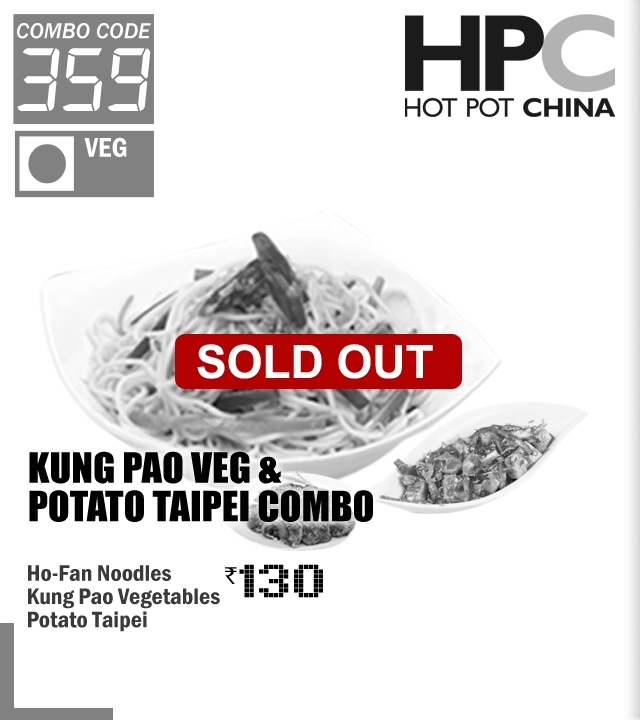 COMBO CODE
359
VEG
HPC
HOT POT CHINA
SOLD OUT
KUNG PAO VEG &
POTATO TAIPEI COMBO
Ho-Fan Noodles
Kung Pao Vegetables
Potato Taipei
₹130